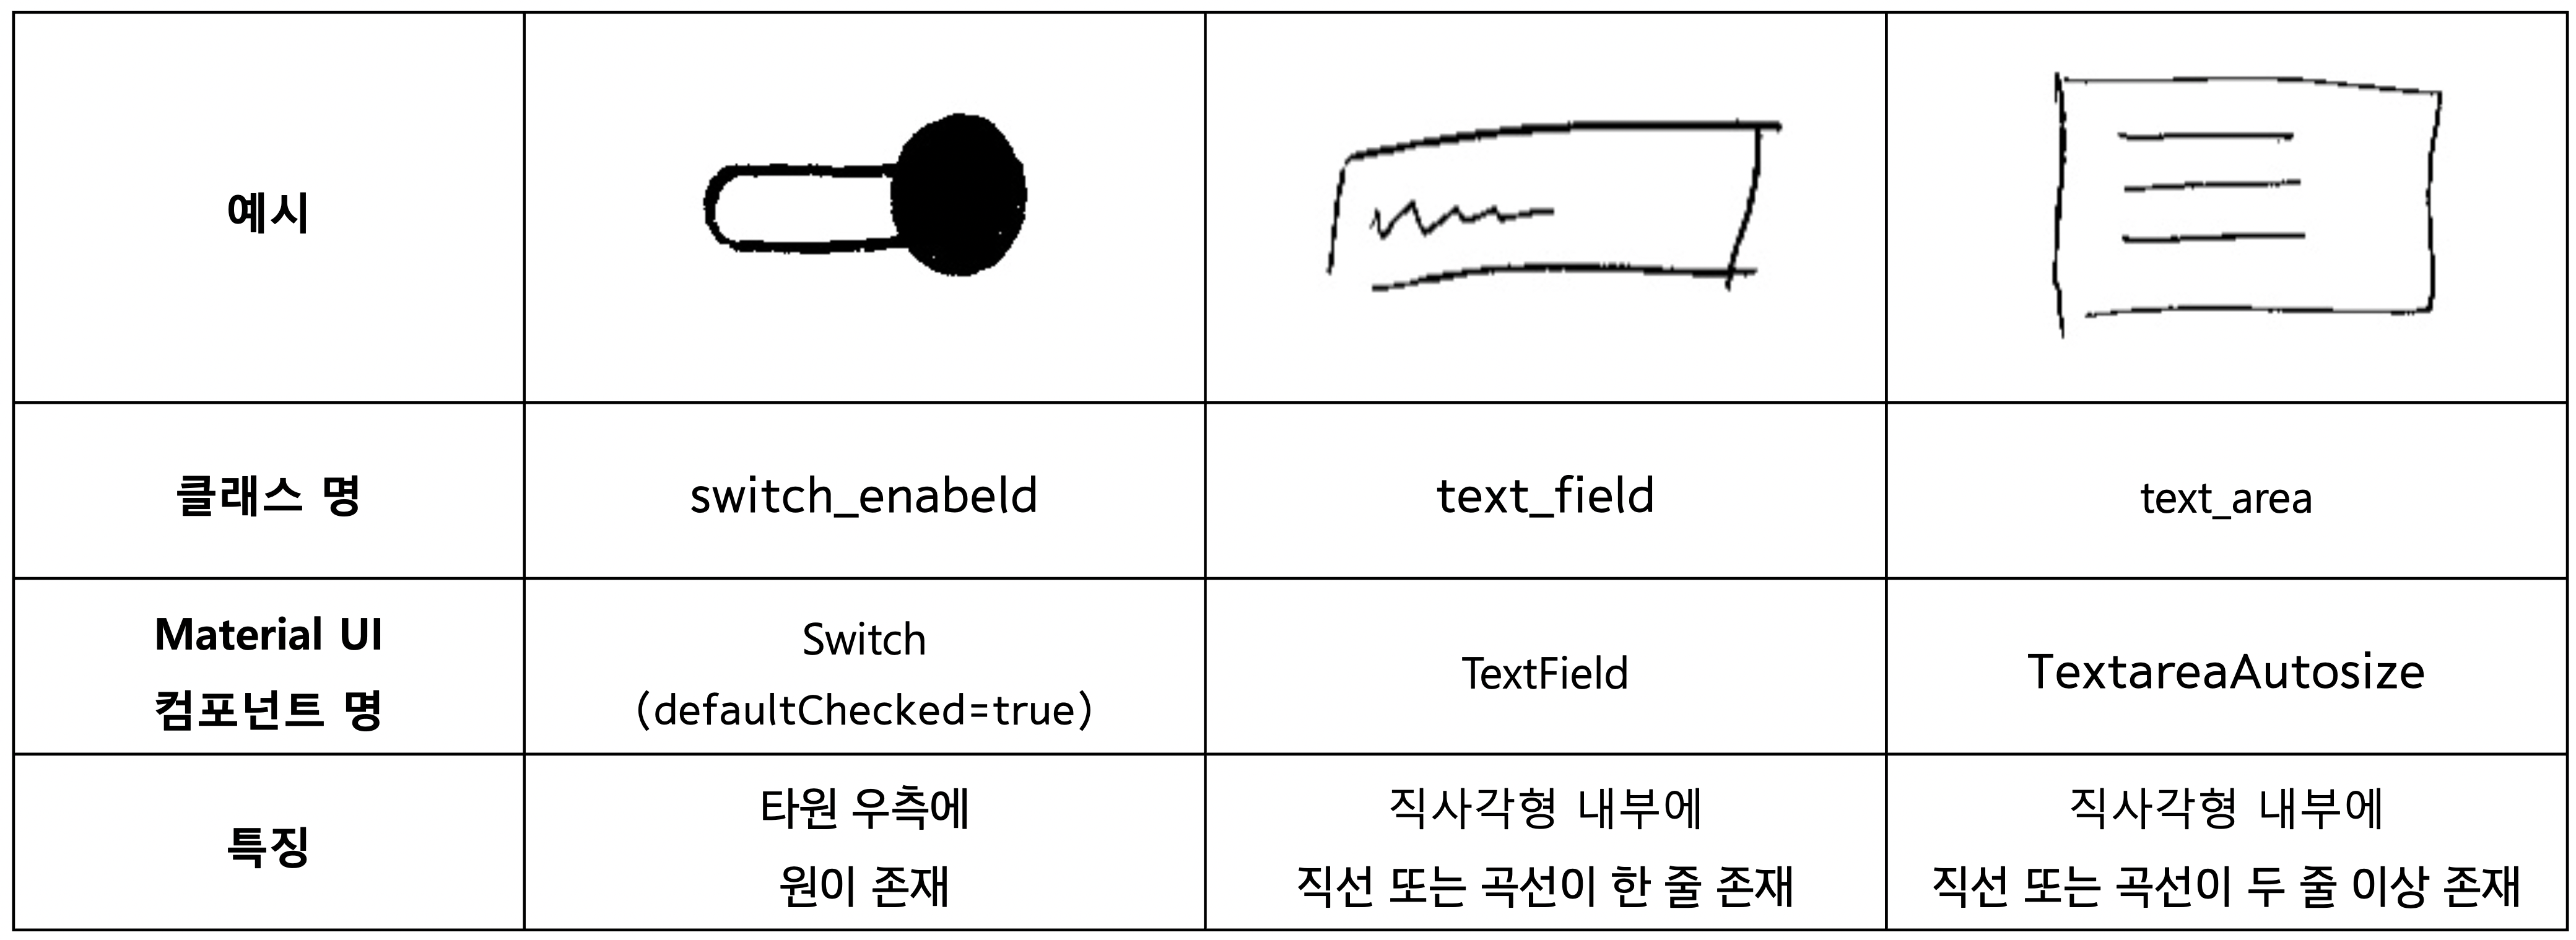 예시
클래스 명
switch_enabeld
text_field
text_area
Material UI
컴포넌트 명
Switch
(defaultChecked=true)
TextField
TextareaAutosize
특징
타원 우측에
원이 존재
직사각형 내부에
직선 또는 곡선이 한 줄 존재
직사각형 내부에
직선 또는 곡선이 두 줄 이상 존재